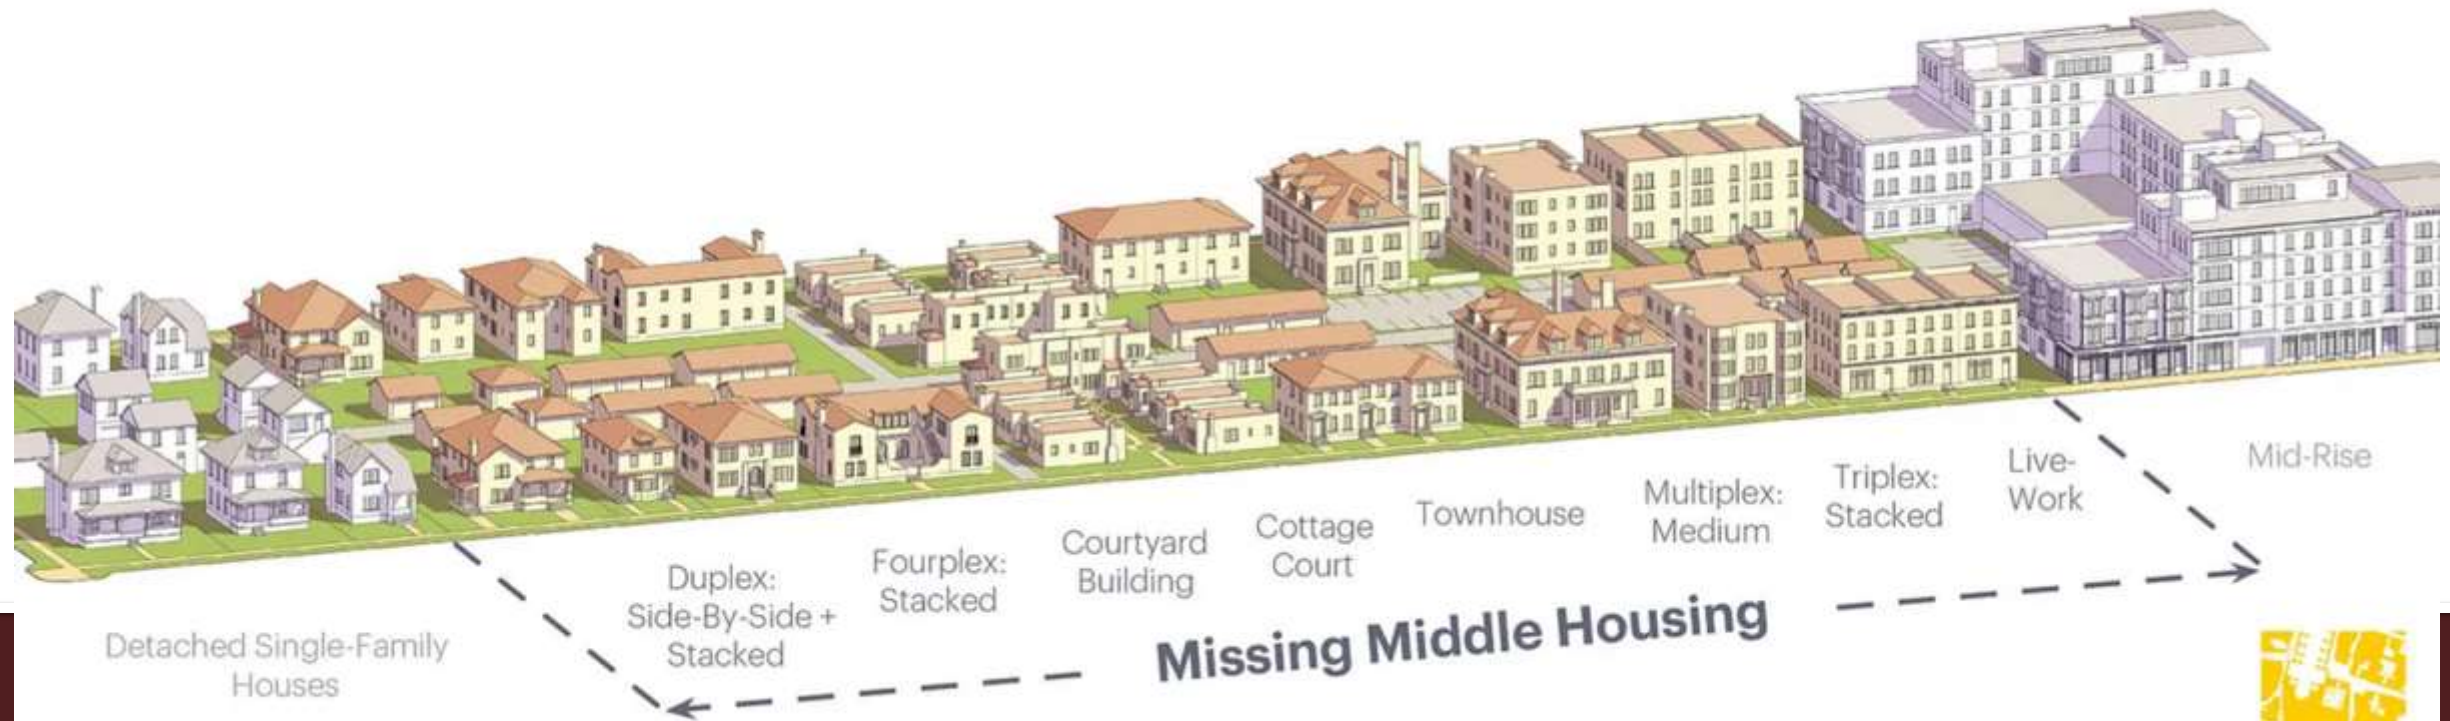 Detached Single-Family
Houses
Duplex:
Side-By-Side +
Stacked
Fourplex:
Stacked
Courtyard
Building
Cottage
Court
Townhouse
Multiplex:
Medium
Triplex:
Stacked
Live-
Work
Mid-Rise
Missing Middle Housing